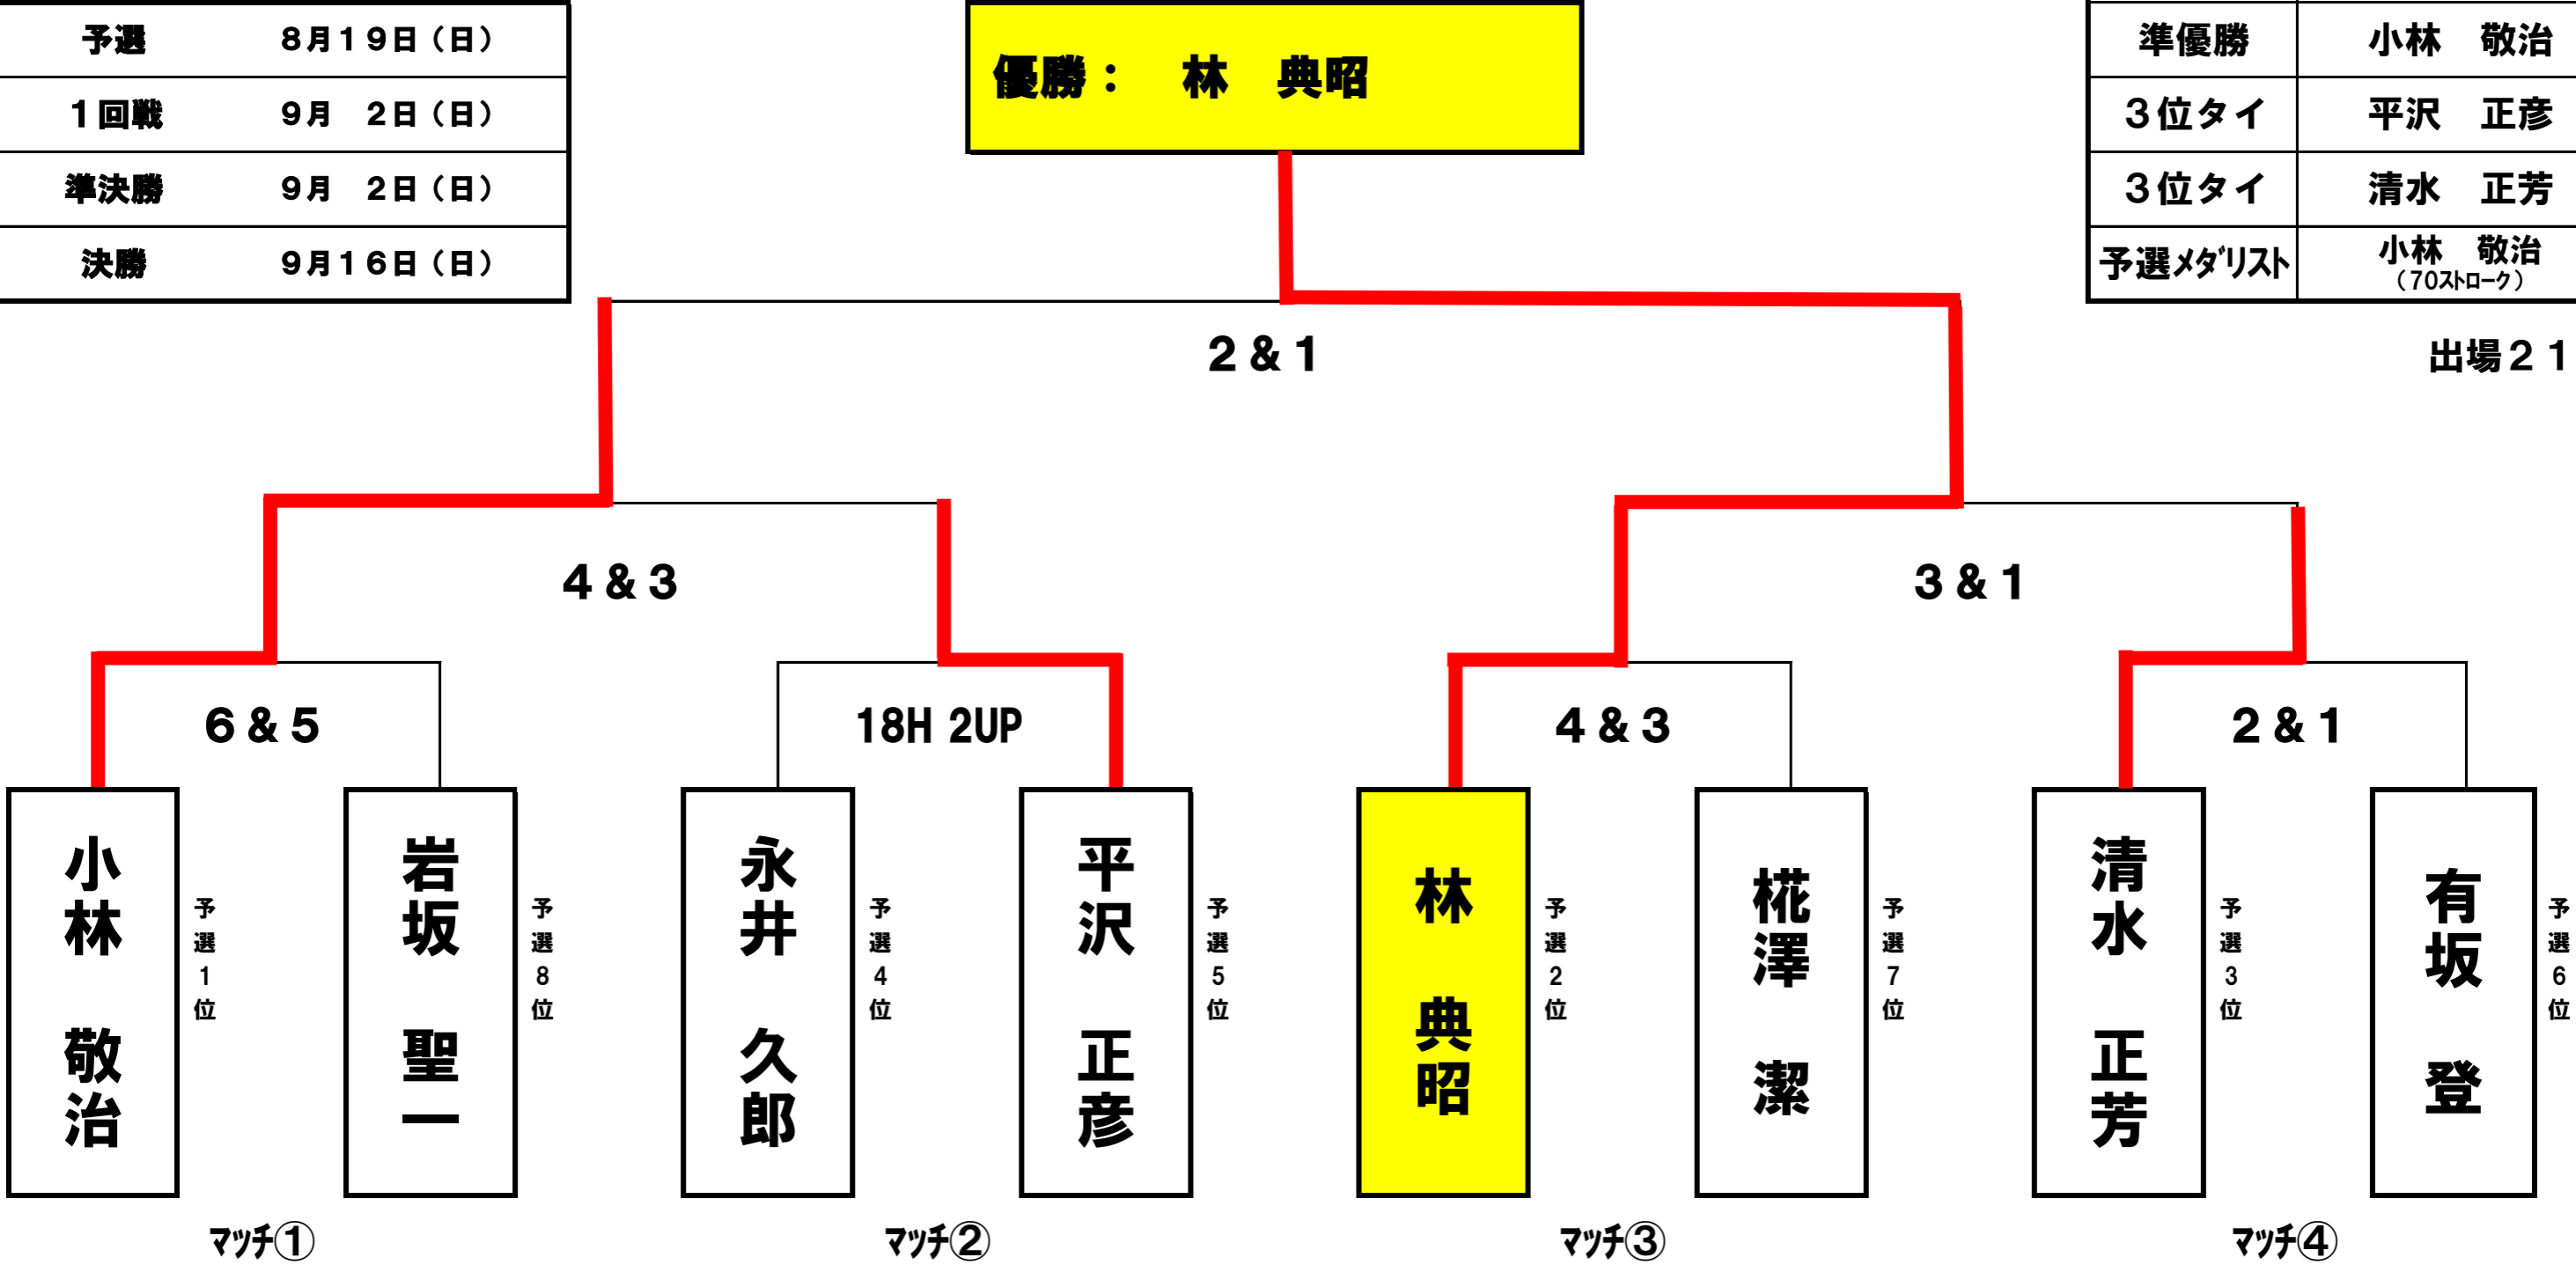 予選 8月19日(日)
1回戦 9月 2日(日)
準決勝 9月 2日(日)
決勝 9月16日(日)
優勝： 林 典昭
準優勝 小林 敬治
3位タイ 平沢 正彦
3位タイ 清水 正芳
予選メダリスト 小林 敬治
(70ストローク)
出場21
2&1
4&3
3&1
6&5
18H 2UP
4&3
2&1
小林 敬治
予選1位
岩坂 聖一
予選8位
永井 久郎
予選4位
平沢 正彦
予選5位
林 典昭
予選2位
椛澤 潔
予選7位
清水 正芳
予選3位
有坂 登
予選6位
マッチ①
マッチ②
マッチ③
マッチ④